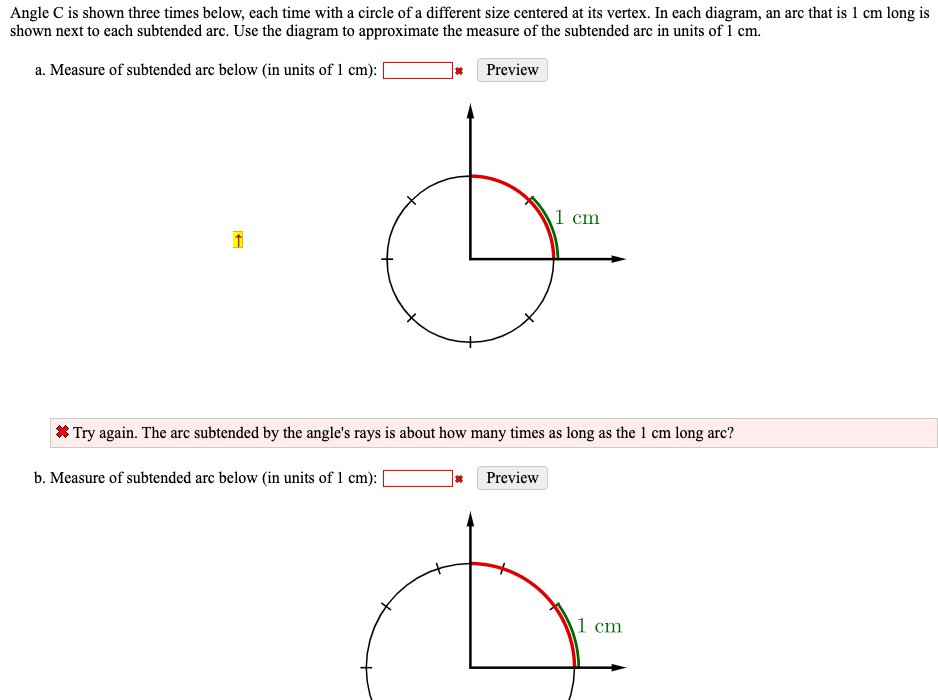 Angle C is shown three times below, each time with a circle of a different size centered at its vertex. In each diagram, an arc that is 1 cm long is
shown next to each subtended arc. Use the diagram to approximate the measure of the subtended arc in units of 1 cm.
a. Measure of subtended arc below (in units of 1 cm): Preview
1 cm
↑
Try again. The arc subtended by the angle's rays is about how many times as long as the 1 cm long arc?
b. Measure of subtended arc below (in units of 1 cm): Preview
1 cm